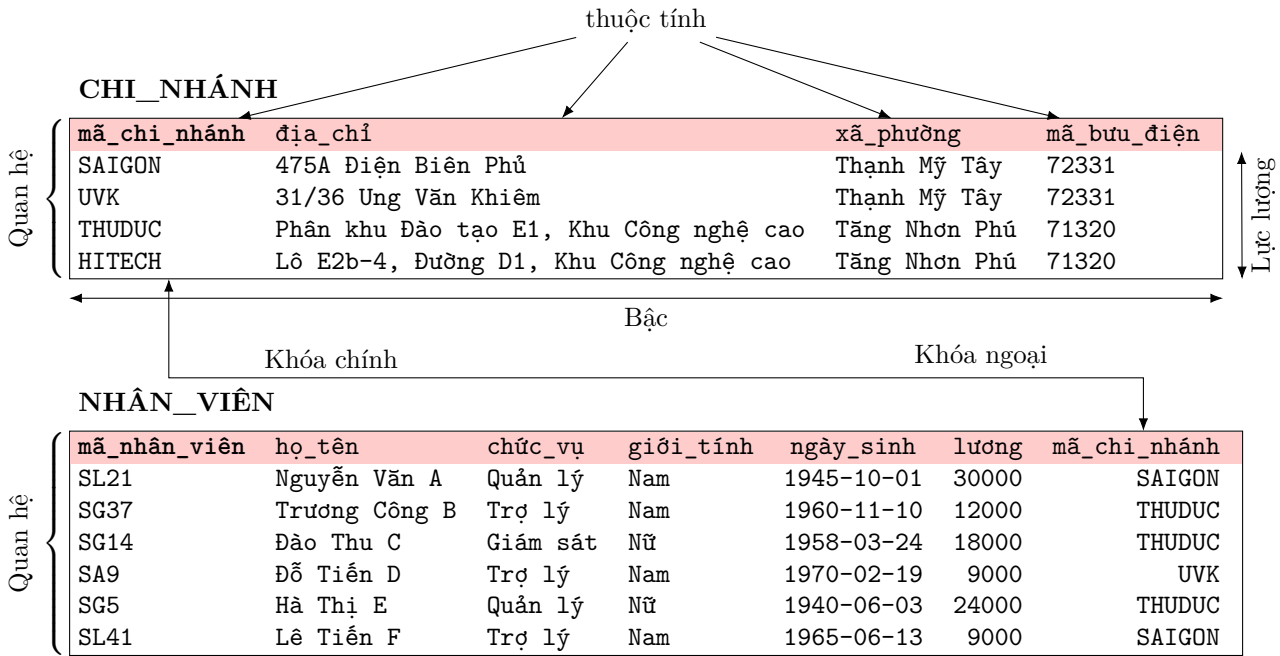 thuộc tính
CHI_NHÁNH
mã_chi_nhánh địa_chỉ xã_phường mã_bưu_điện
SAIGON 475A Điện Biên Phủ Thạnh Mỹ Tây 72331
UVK 31/36 Ung Văn Khiêm Thạnh Mỹ Tây 72331
THUDUC Phân khu Đào tạo E1, Khu Công nghệ cao Tăng Nhơn Phú 71320
HITECH Lô E2b-4, Đường D1, Khu Công nghệ cao Tăng Nhơn Phú 71320
Quan hệ
Lực lượng
Bậc
Khóa chính
Khóa ngoại
NHÂN_VIÊN
mã_nhân_viên họ_tên chức_vụ giới_tính ngày_sinh lương mã_chi_nhánh
SL21 Nguyễn Văn A Quản lý Nam 1945-10-01 30000 SAIGON
SG37 Trương Công B Trợ lý Nam 1960-11-10 12000 THUDUC
SG14 Đào Thu C Giám sát Nữ 1958-03-24 18000 THUDUC
SA9 Đỗ Tiến D Trợ lý Nam 1970-02-19 9000 UVK
SG5 Hà Thị E Quản lý Nữ 1940-06-03 24000 THUDUC
SL41 Lê Tiến F Trợ lý Nam 1965-06-13 9000 SAIGON
Quan hệ